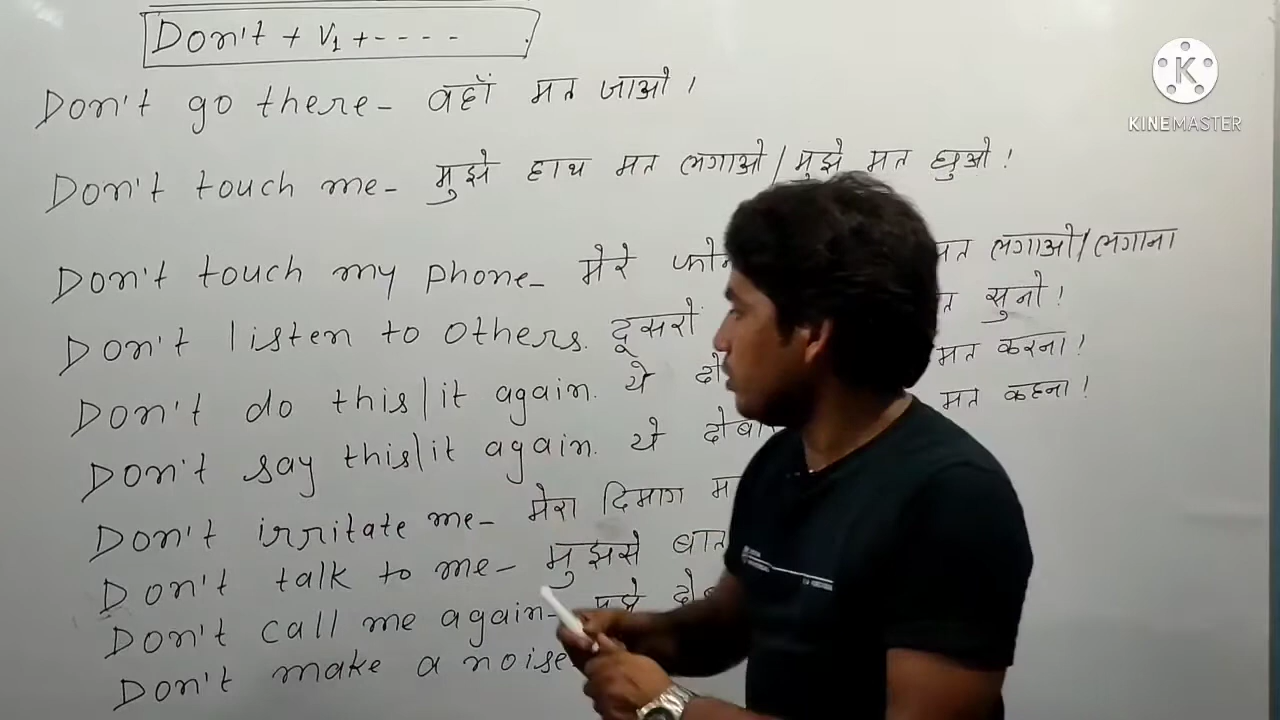 Don't + V1 + ---- .
Don't go there - वहाँ मत जाओ।
Don't touch me - मुझे हाथ मत लगाओ / मुझे मत छुओ!
Don't touch my phone - मेरे मत लगाओ / लगाना
Don't listen to others. दूसरों सुनो!
Don't do this/it again. ये मत करना!
Don't say this/it again. ये मत कहना!
Don't irritate me - मेरा दिमाग
Don't talk to me - मुझसे बात
Don't call me again -
Don't make a noise
KINEMASTER